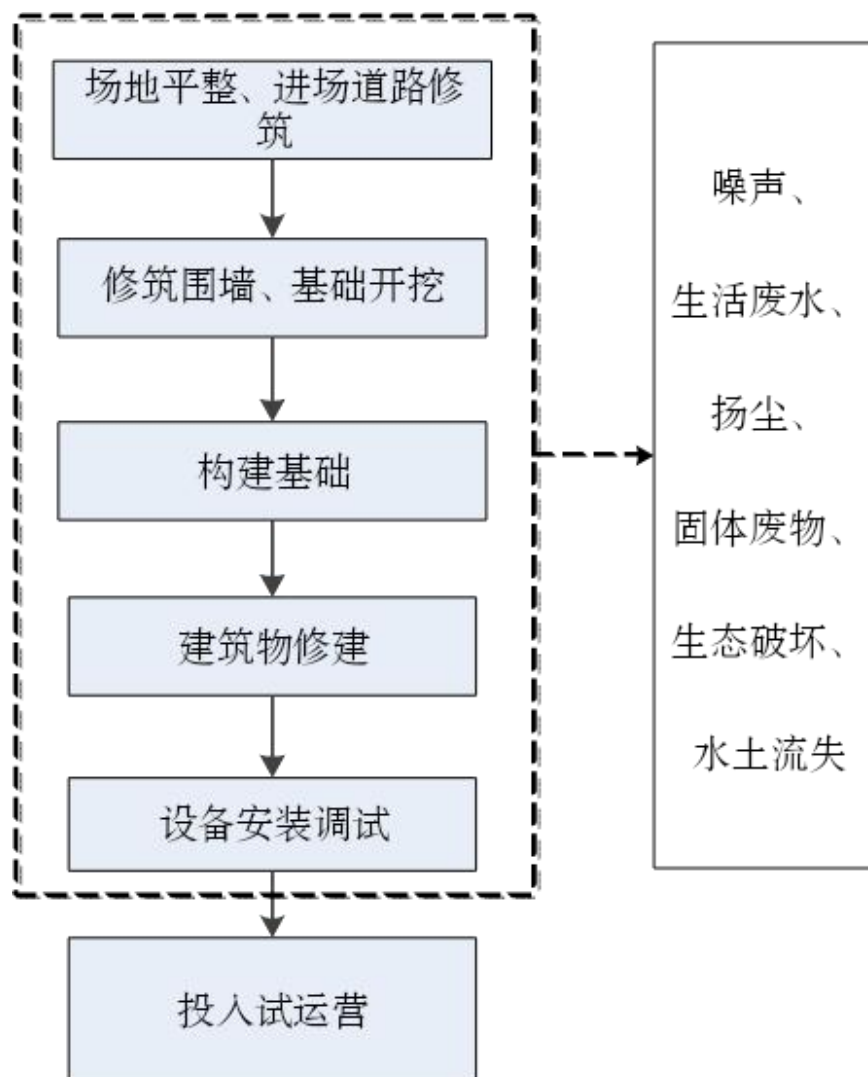 场地平整、进场道路修
筑
修筑围墙、基础开挖
构建基础
建筑物修建
设备安装调试
投入试运营
噪声、
生活废水、
扬尘、
固体废物、
生态破坏、
水土流失